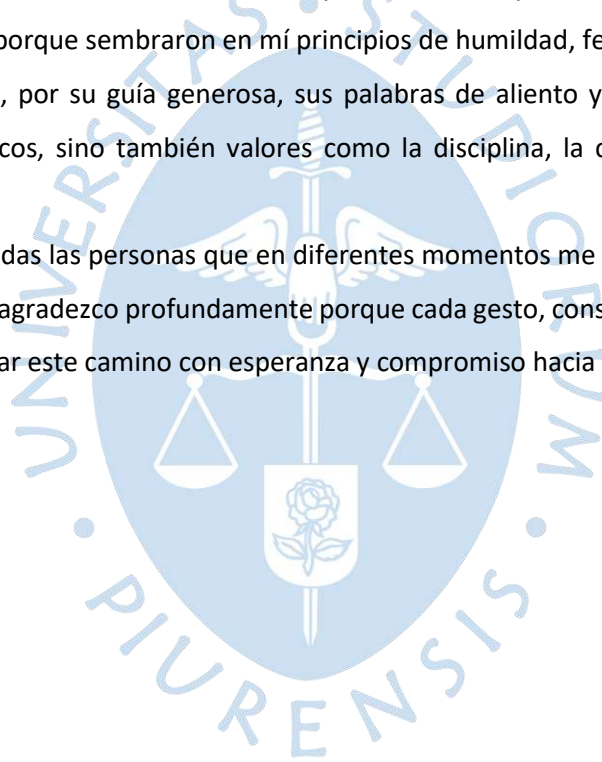 porque sembraron en mí principios de humildad, fe
, por su guía generosa, sus palabras de aliento y
cos, sino también valores como la disciplina, la
das las personas que en diferentes momentos me
agradezco profundamente porque cada gesto, cons
ar este camino con esperanza y compromiso hacia
UNIVERSITAS • STUDIORUM • PIURENSIS •